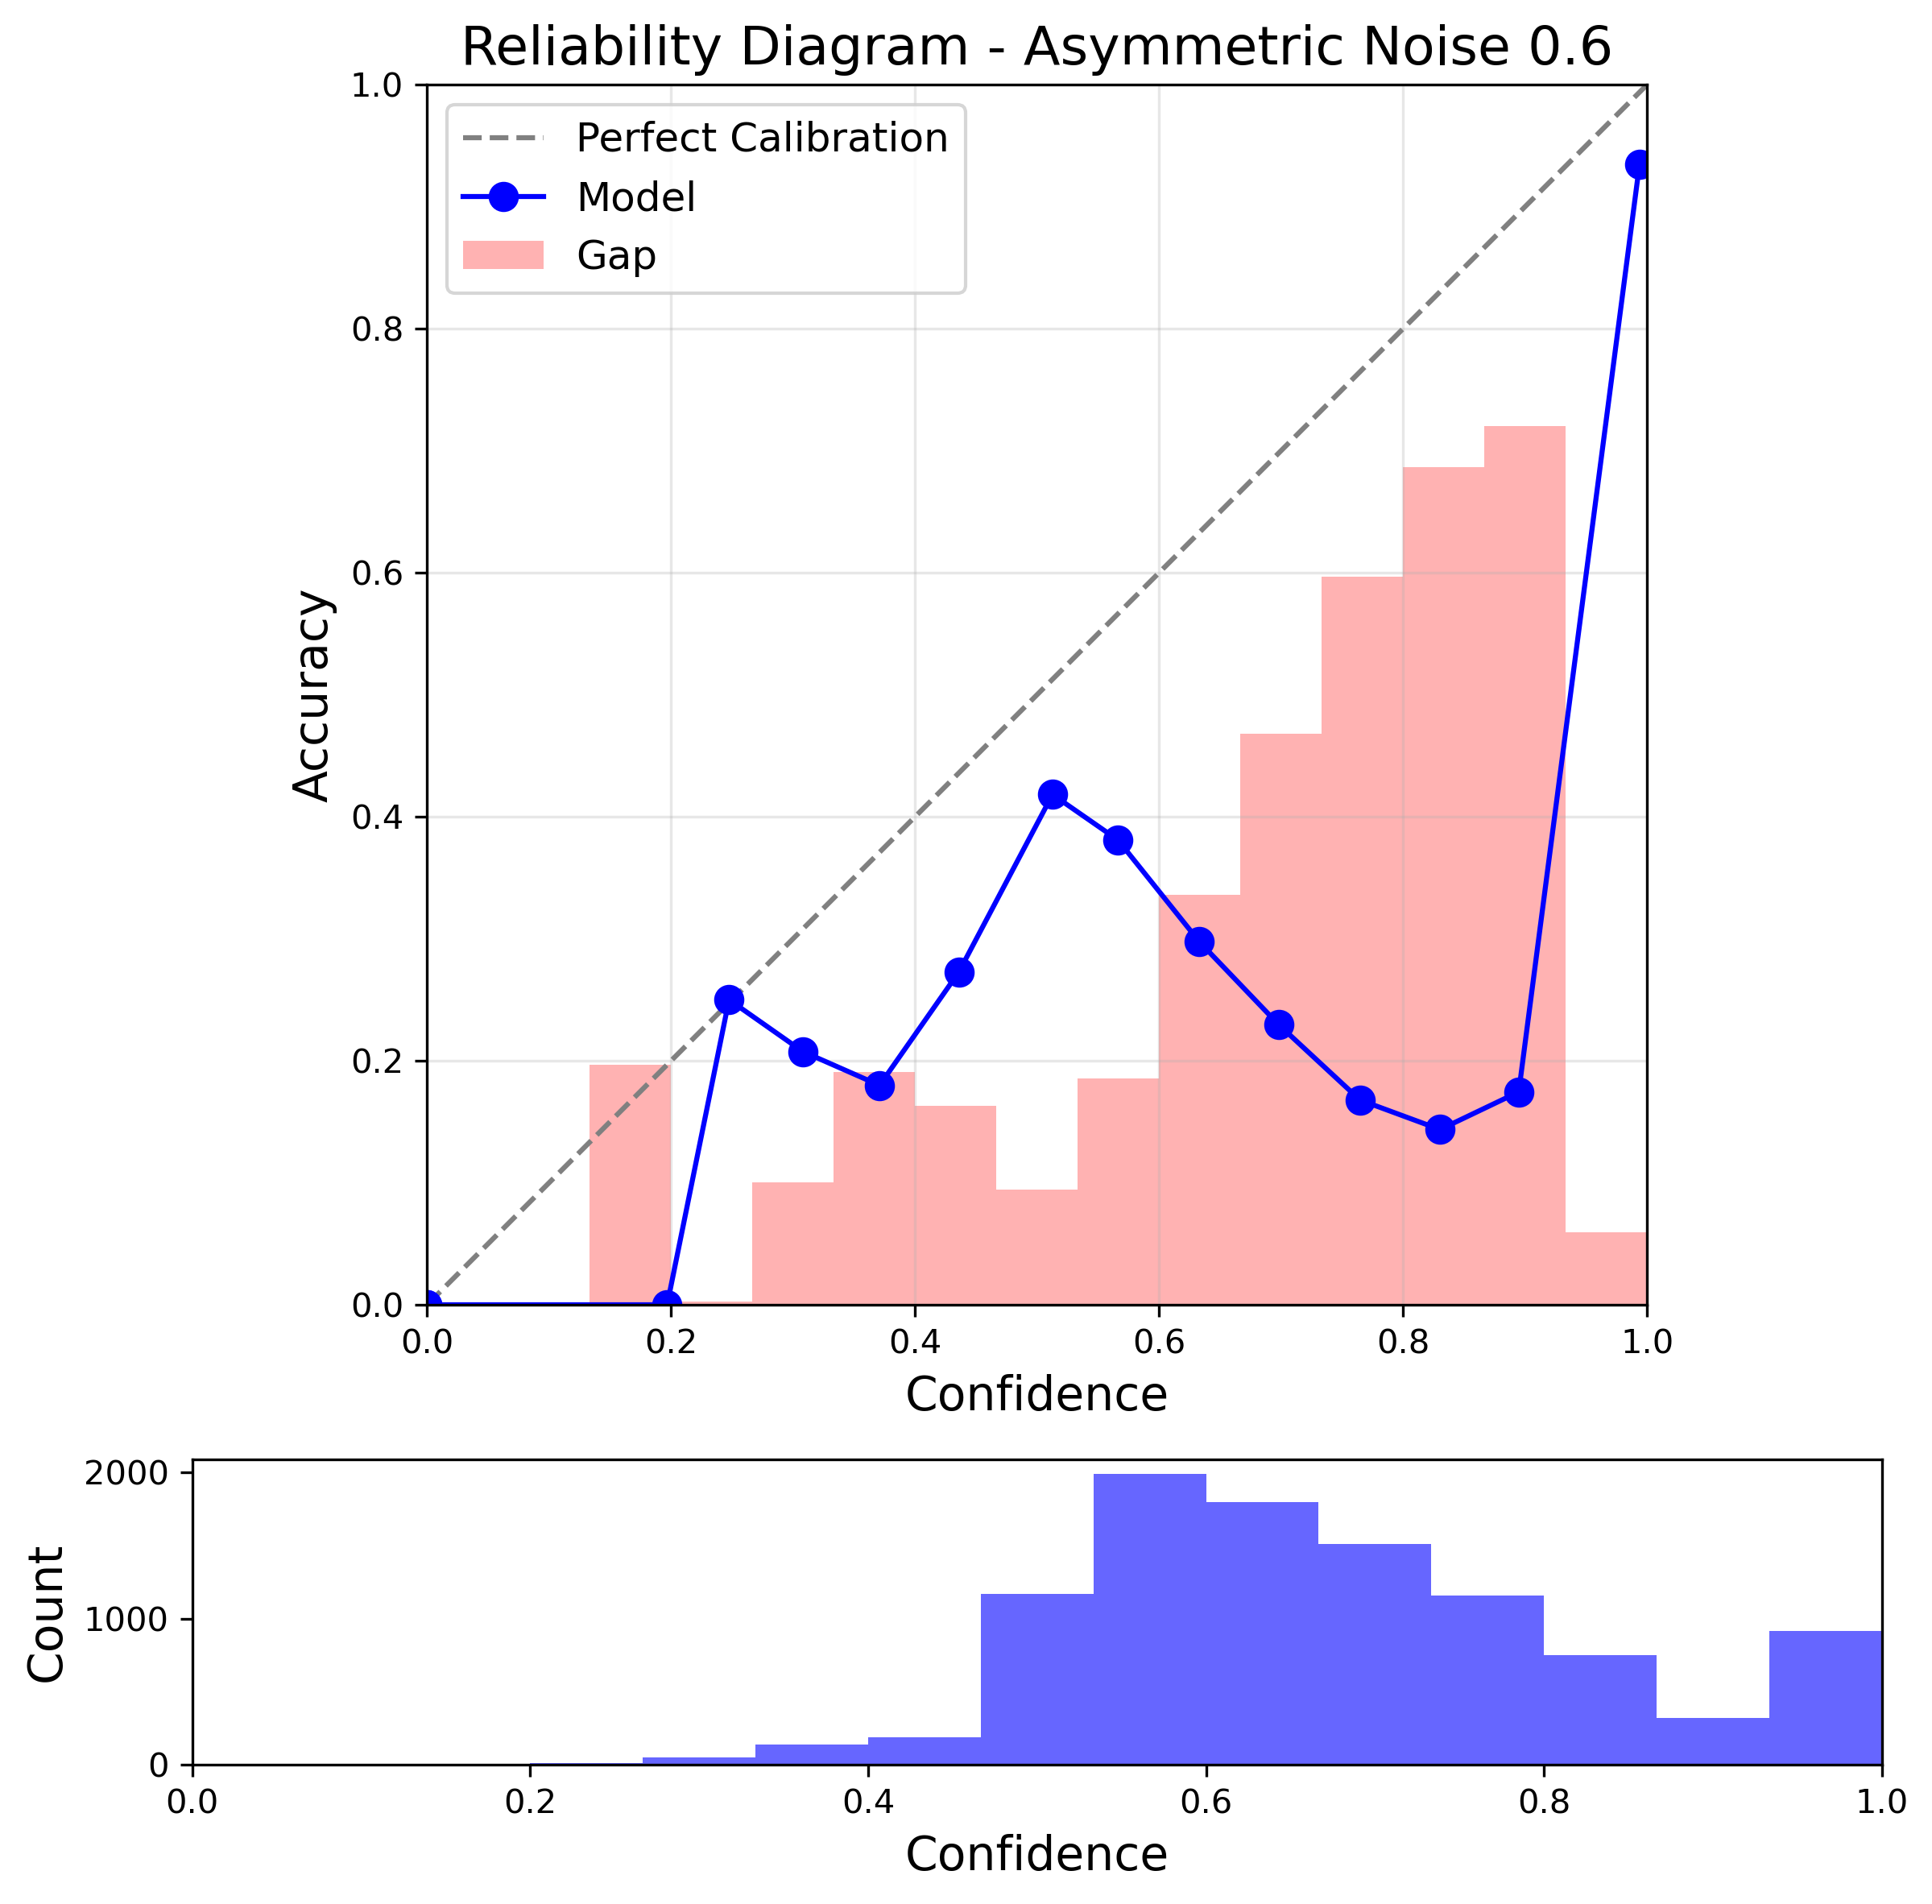 Reliability Diagram - Asymmetric Noise 0.6
Perfect Calibration
Model
Gap
Accuracy
1.0
0.8
0.6
0.4
0.2
0.0
0.0 0.2 0.4 0.6 0.8 1.0
Confidence
Count
2000
1000
0
0.0 0.2 0.4 0.6 0.8 1.0
Confidence